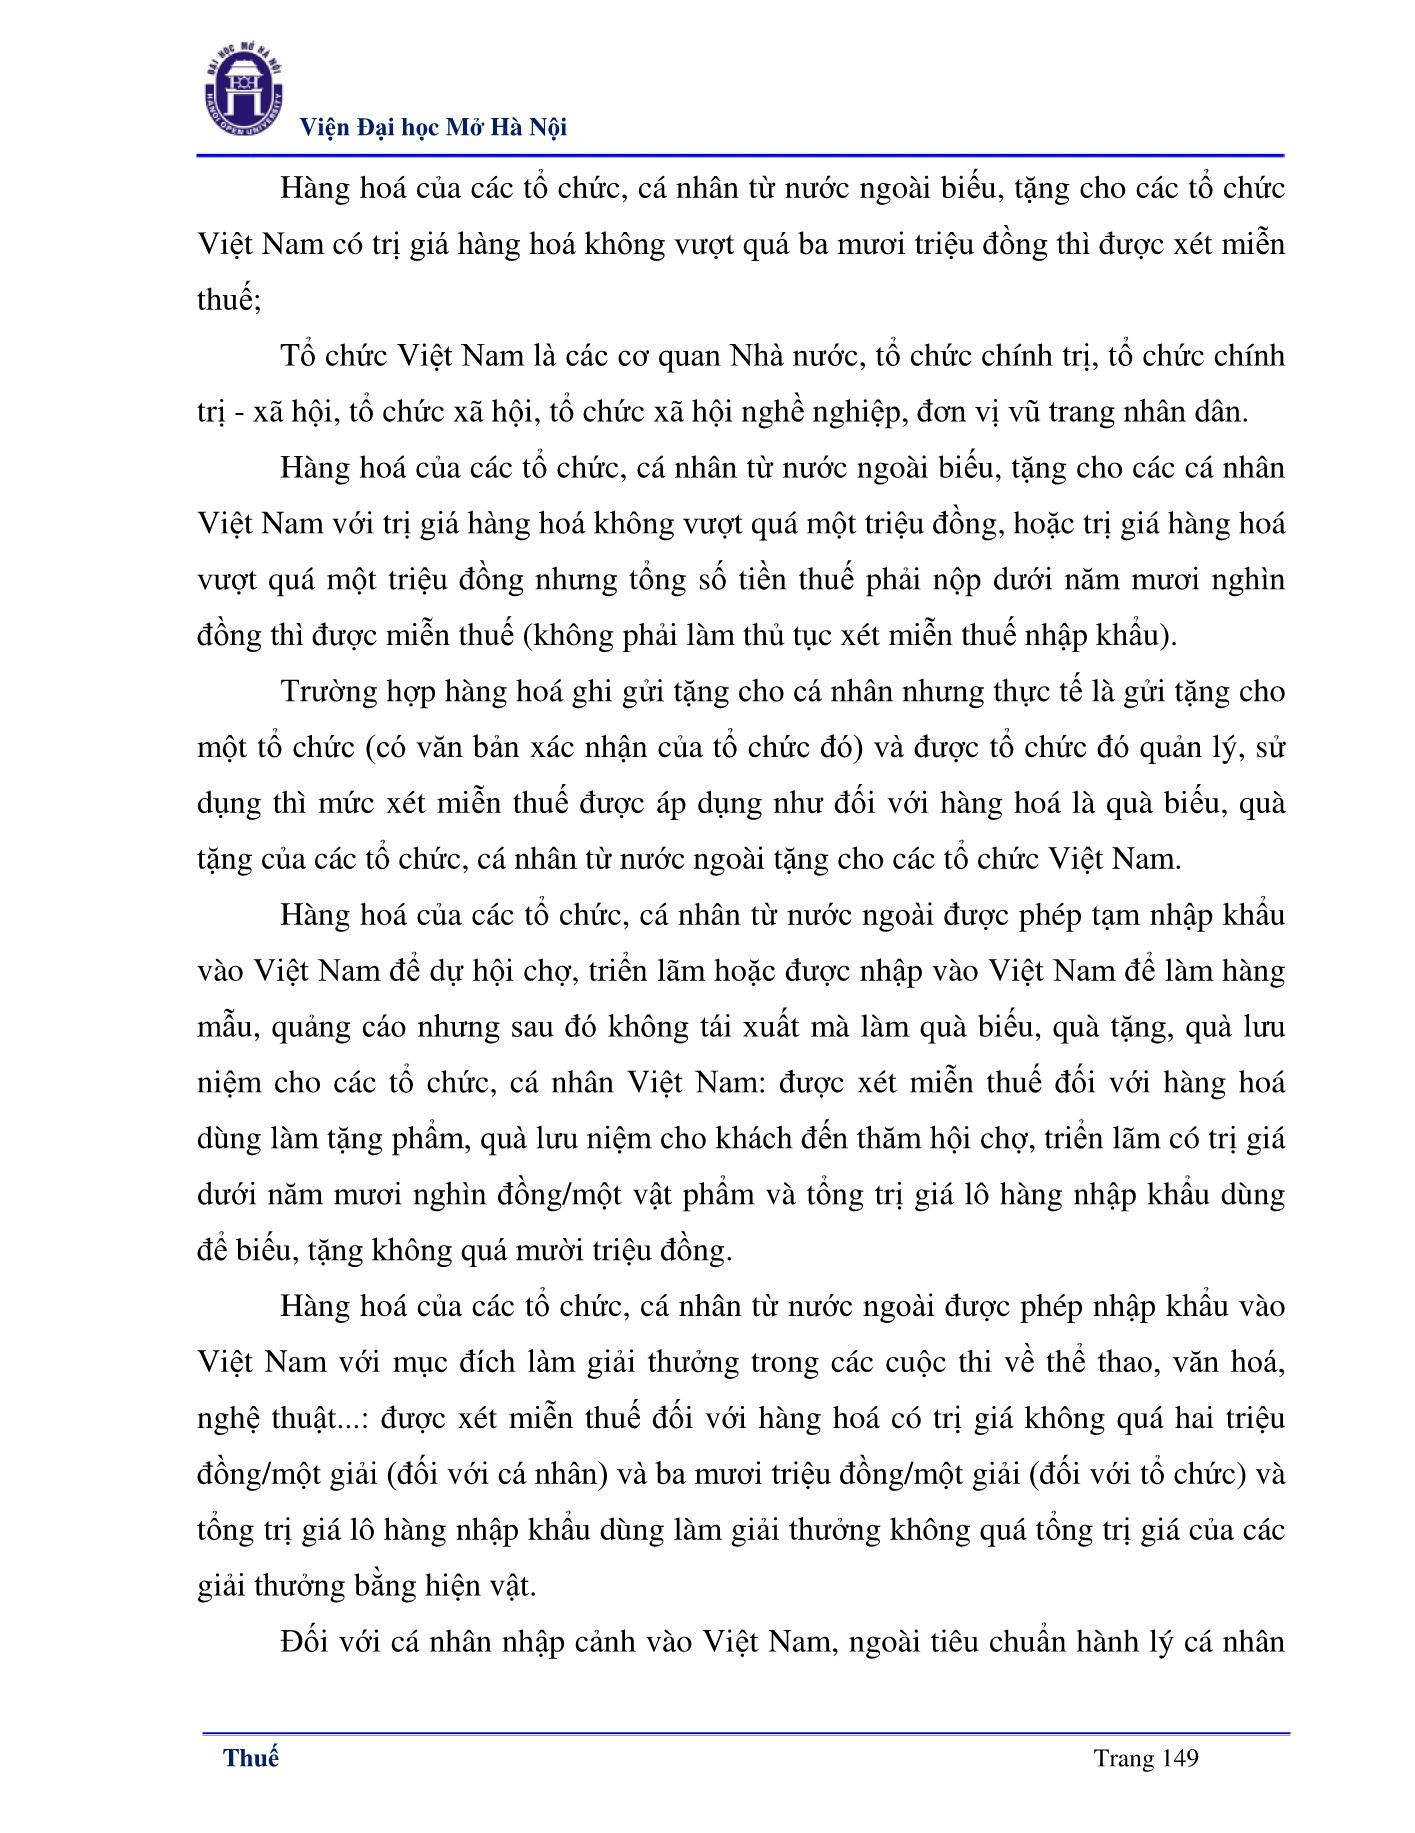 ĐẠI HỌC MỞ HÀ NỘI
HANOI OPEN UNIVERSITY
Viện Đại học Mở Hà Nội
Hàng hoá của các tổ chức, cá nhân từ nước ngoài biếu, tặng cho các tổ chức
Việt Nam có trị giá hàng hoá không vượt quá ba mươi triệu đồng thì được xét miễn
thuế;
Tổ chức Việt Nam là các cơ quan Nhà nước, tổ chức chính trị, tổ chức chính
trị - xã hội, tổ chức xã hội, tổ chức xã hội nghề nghiệp, đơn vị vũ trang nhân dân.
Hàng hoá của các tổ chức, cá nhân từ nước ngoài biếu, tặng cho các cá nhân
Việt Nam với trị giá hàng hoá không vượt quá một triệu đồng, hoặc trị giá hàng hoá
vượt quá một triệu đồng nhưng tổng số tiền thuế phải nộp dưới năm mươi nghìn
đồng thì được miễn thuế (không phải làm thủ tục xét miễn thuế nhập khẩu).
Trường hợp hàng hoá ghi gửi tặng cho cá nhân nhưng thực tế là gửi tặng cho
một tổ chức (có văn bản xác nhận của tổ chức đó) và được tổ chức đó quản lý, sử
dụng thì mức xét miễn thuế được áp dụng như đối với hàng hoá là quà biếu, quà
tặng của các tổ chức, cá nhân từ nước ngoài tặng cho các tổ chức Việt Nam.
Hàng hoá của các tổ chức, cá nhân từ nước ngoài được phép tạm nhập khẩu
vào Việt Nam để dự hội chợ, triển lãm hoặc được nhập vào Việt Nam để làm hàng
mẫu, quảng cáo nhưng sau đó không tái xuất mà làm quà biếu, quà tặng, quà lưu
niệm cho các tổ chức, cá nhân Việt Nam: được xét miễn thuế đối với hàng hoá
dùng làm tặng phẩm, quà lưu niệm cho khách đến thăm hội chợ, triển lãm có trị giá
dưới năm mươi nghìn đồng/một vật phẩm và tổng trị giá lô hàng nhập khẩu dùng
để biếu, tặng không quá mười triệu đồng.
Hàng hoá của các tổ chức, cá nhân từ nước ngoài được phép nhập khẩu vào
Việt Nam với mục đích làm giải thưởng trong các cuộc thi về thể thao, văn hoá,
nghệ thuật...: được xét miễn thuế đối với hàng hoá có trị giá không quá hai triệu
đồng/một giải (đối với cá nhân) và ba mươi triệu đồng/một giải (đối với tổ chức) và
tổng trị giá lô hàng nhập khẩu dùng làm giải thưởng không quá tổng trị giá của các
giải thưởng bằng hiện vật.
Đối với cá nhân nhập cảnh vào Việt Nam, ngoài tiêu chuẩn hành lý cá nhân
Thuế
Trang 149